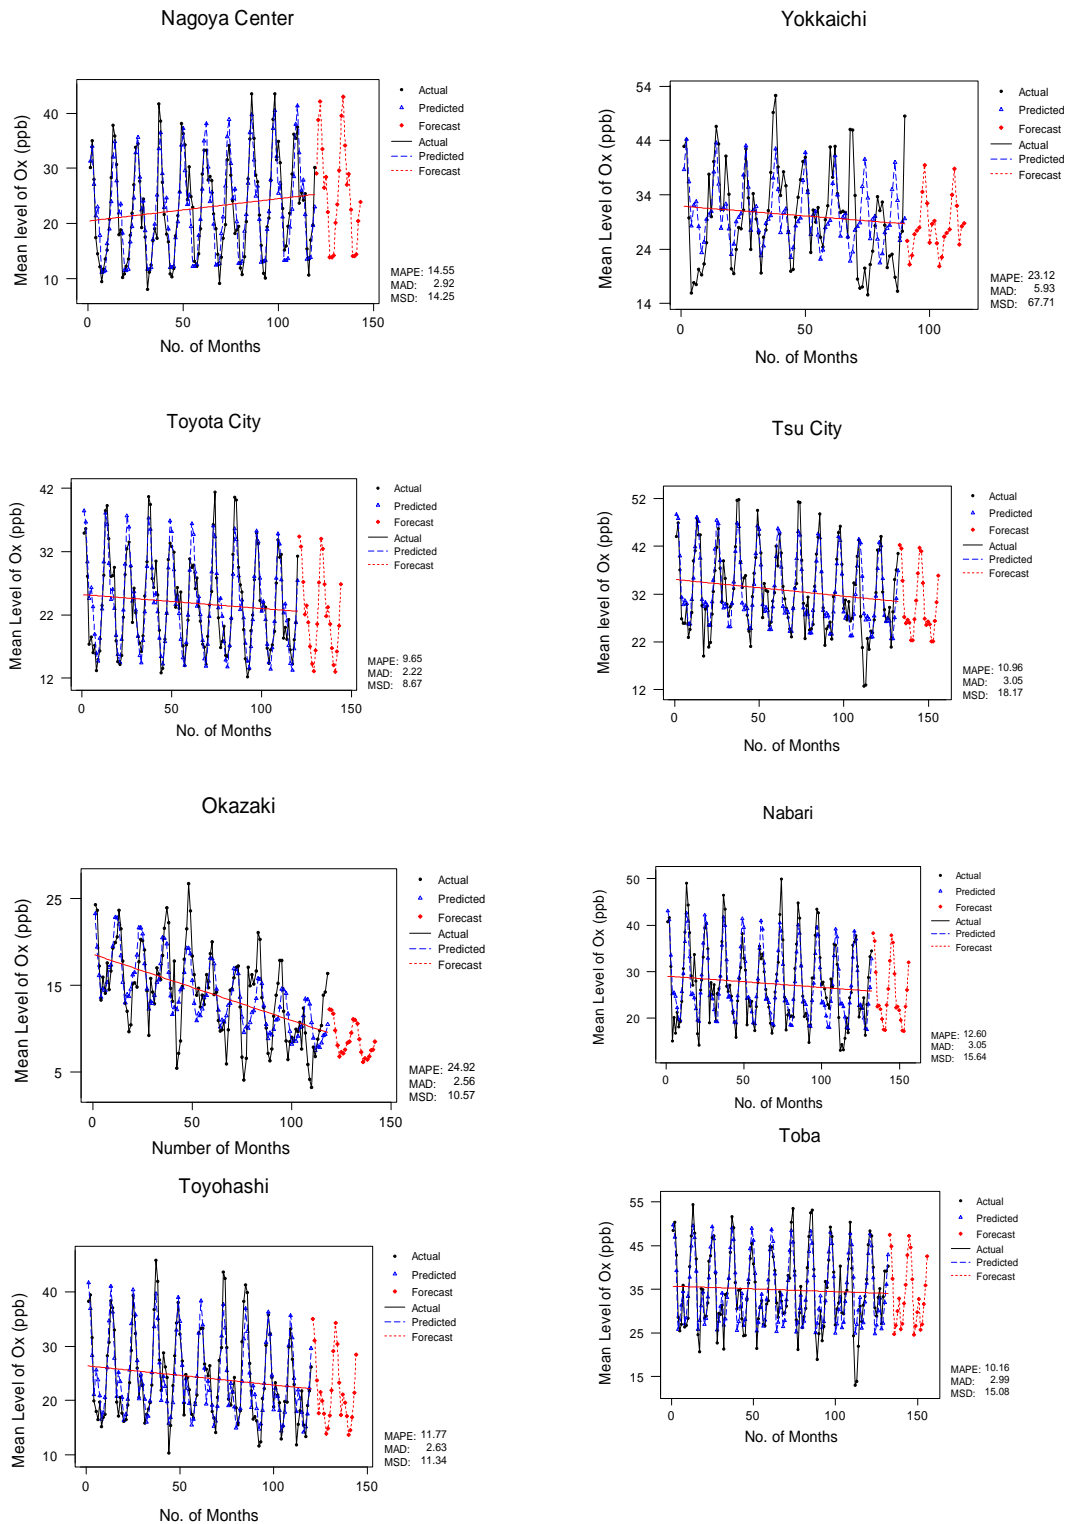 Nagoya Center
Mean level of Ox (ppb)
40
30
20
10
0
50
100
150
No. of Months
Actual
Predicted
Forecast
Actual
Predicted
Forecast
MAPE: 14.55
MAD: 2.92
MSD: 14.25
Yokkaichi
Mean Level of Ox (ppb)
54
44
34
24
14
0
50
100
No. of Months
Actual
Predicted
Forecast
Actual
Predicted
Forecast
MAPE: 23.12
MAD: 5.93
MSD: 67.71
Toyota City
Mean Level of Ox (ppb)
42
32
22
12
0
50
100
150
No. of Months
Actual
Predicted
Forecast
Actual
Predicted
Forecast
MAPE: 9.65
MAD: 2.22
MSD: 8.67
Tsu City
Mean Level of Ox (ppb)
52
42
32
22
12
0
50
100
150
No. of Months
Actual
Predicted
Forecast
Actual
Predicted
Forecast
MAPE: 10.96
MAD: 3.05
MSD: 18.17
Okazaki
Mean Level of Ox (ppb)
25
15
5
0
50
100
150
Number of Months
Actual
Predicted
Forecast
Actual
Predicted
Forecast
MAPE: 24.92
MAD: 2.56
MSD: 10.57
Nabari
Mean Level of Ox (ppb)
50
40
30
20
0
50
100
150
No. of Months
Actual
Predicted
Forecast
Actual
Predicted
Forecast
MAPE: 12.60
MAD: 3.05
MSD: 15.64
Toyohashi
Mean Level of Ox (ppb)
40
30
20
10
0
50
100
150
No. of Months
Actual
Predicted
Forecast
Actual
Predicted
Forecast
MAPE: 11.77
MAD: 2.63
MSD: 11.34
Toba
Mean Level of Ox (ppb)
55
45
35
25
15
0
50
100
150
No. of Months
Actual
Predicted
Forecast
Actual
Predicted
Forecast
MAPE: 10.16
MAD: 2.99
MSD: 15.08